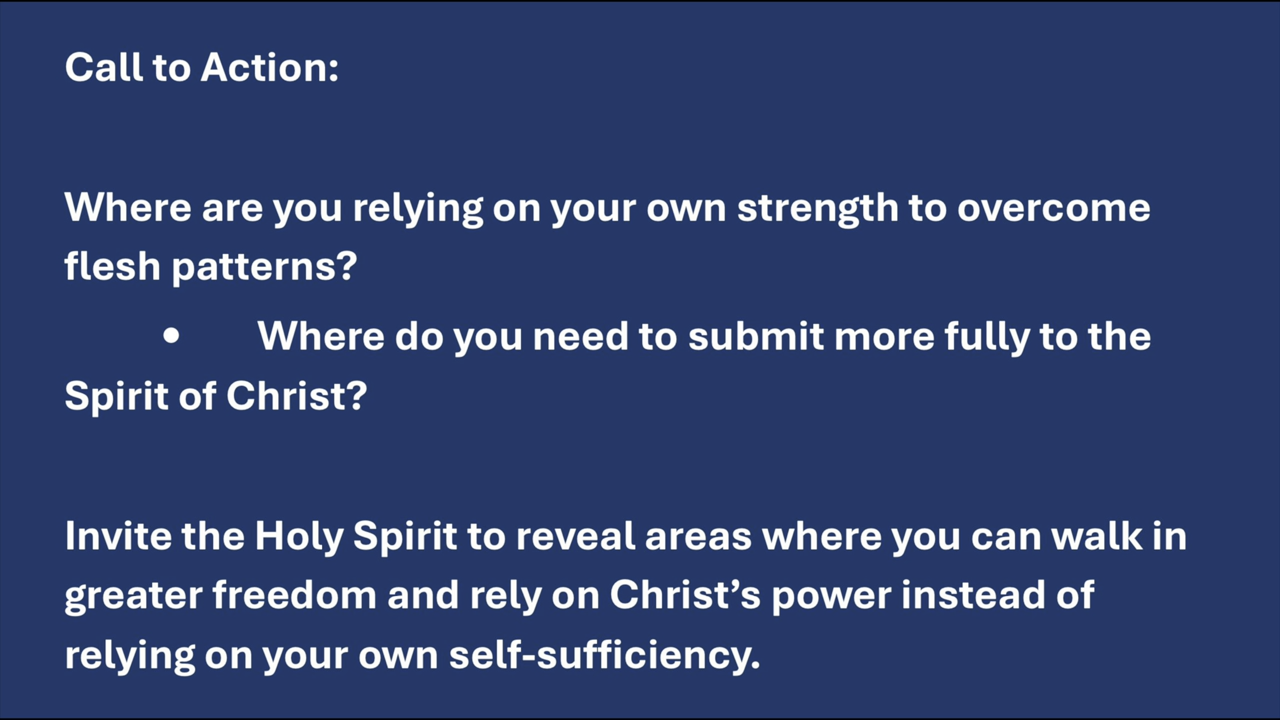 Call to Action:
Where are you relying on your own strength to overcome
flesh patterns?
• Where do you need to submit more fully to the
Spirit of Christ?
Invite the Holy Spirit to reveal areas where you can walk in
greater freedom and rely on Christ’s power instead of
relying on your own self-sufficiency.